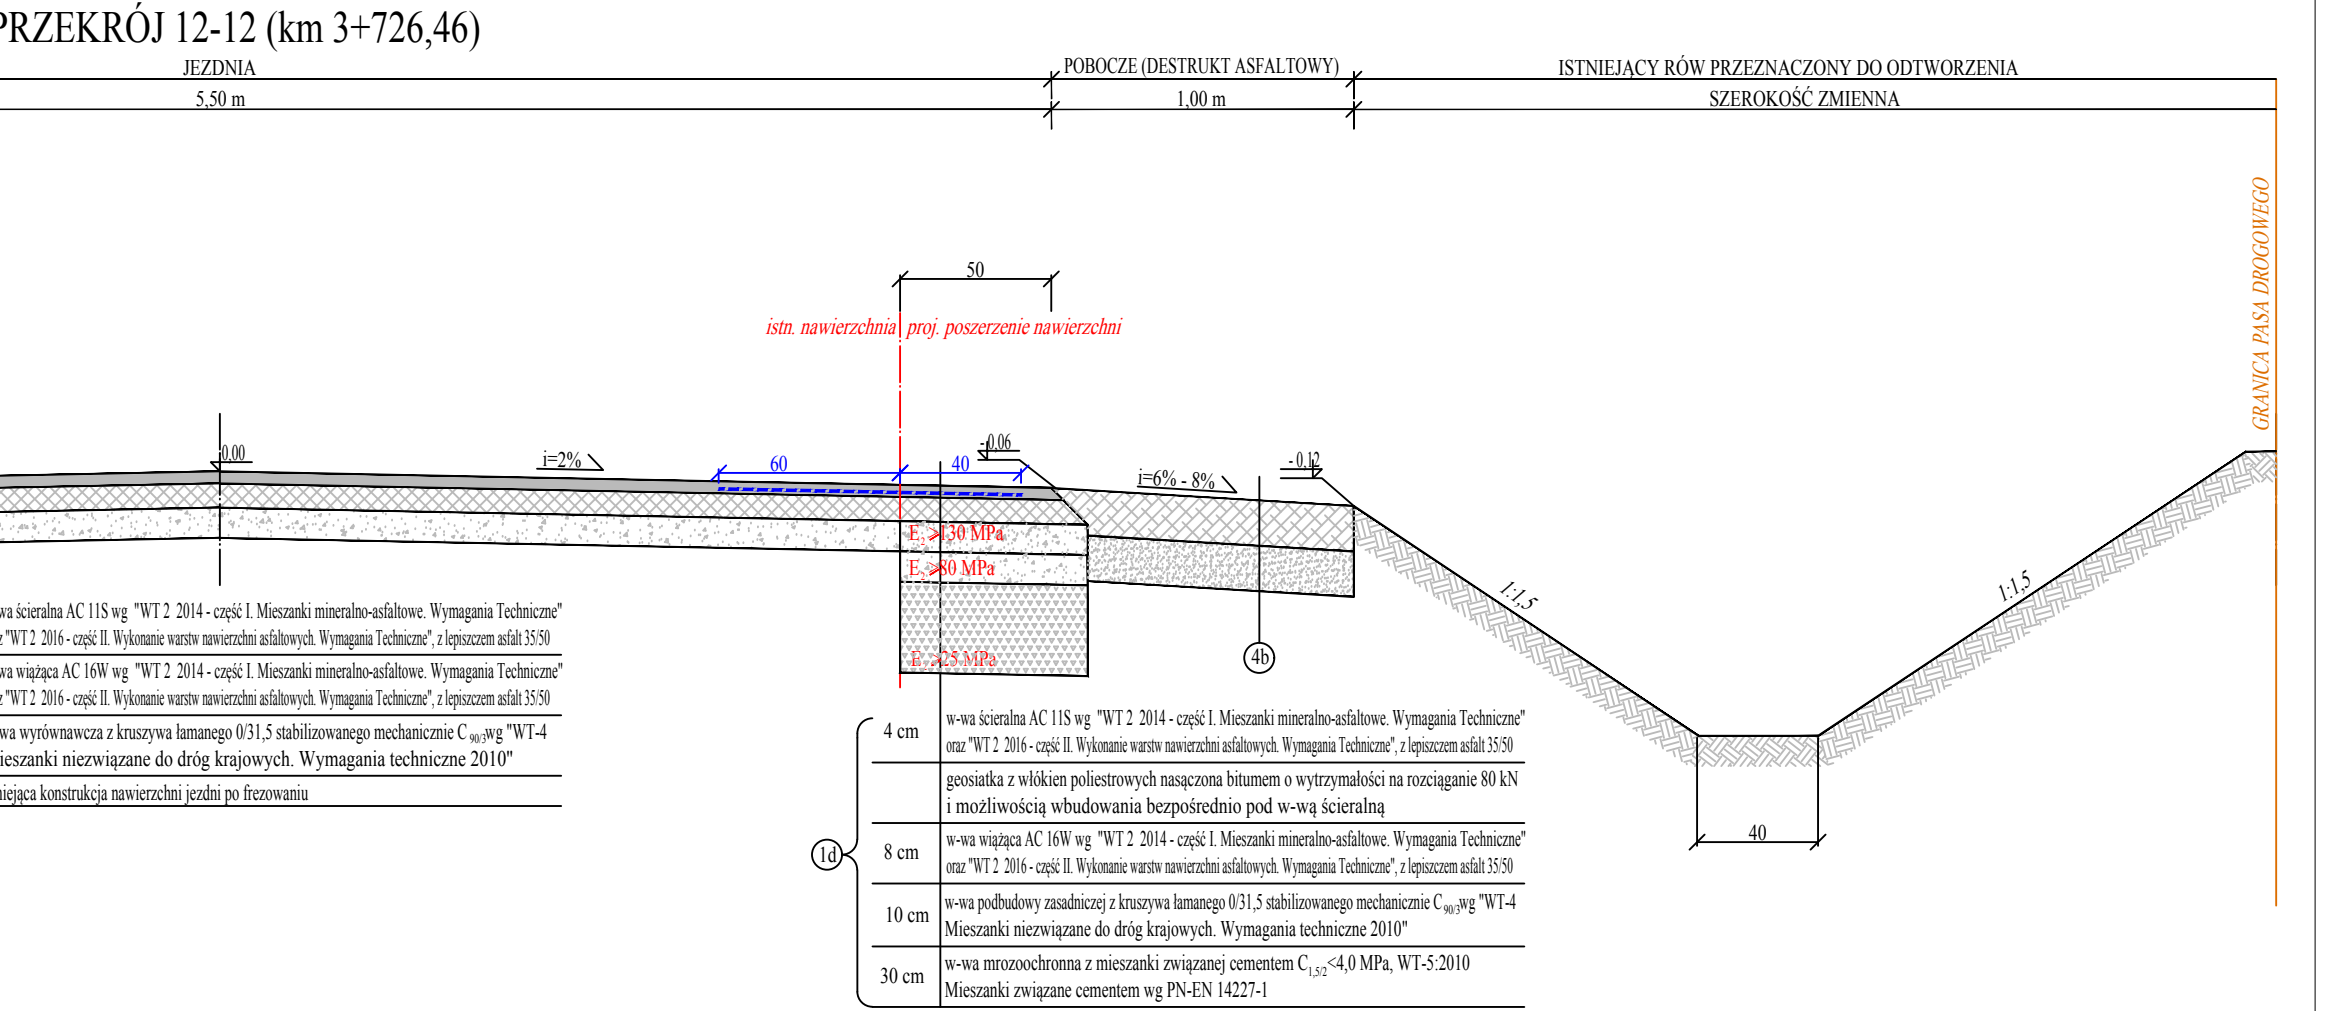 PRZEKRÓJ 12-12 (km 3+726,46)
JEZDNIA
POBOCZE (DESTRUKT ASFALTOWY)
ISTNIEJĄCY RÓW PRZEZNACZONY DO ODTWORZENIA
5,50 m
1,00 m
SZEROKOŚĆ ZMIENNA
GRANICA PASA DROGOWEGO
50
istn. nawierzchnia
proj. poszerzenie nawierzchni
0,00
i=2%
60
40
- 0,06
i=6% - 8%
- 0,12
E2 >130 MPa
E2 >80 MPa
E2 >25 MPa
4b
1:1,5
1:1,5
40
wa ścieralna AC 11S wg "WT 2 2014 - część I. Mieszanki mineralno-asfaltowe. Wymagania Techniczne"
z "WT 2 2016 - część II. Wykonanie warstw nawierzchni asfaltowych. Wymagania Techniczne", z lepiszczem asfalt 35/50
wa wiążąca AC 16W wg "WT 2 2014 - część I. Mieszanki mineralno-asfaltowe. Wymagania Techniczne"
z "WT 2 2016 - część II. Wykonanie warstw nawierzchni asfaltowych. Wymagania Techniczne", z lepiszczem asfalt 35/50
wa wyrównawcza z kruszywa łamanego 0/31,5 stabilizowanego mechanicznie C90/3 wg "WT-4
ieszanki niezwiązane do dróg krajowych. Wymagania techniczne 2010"
niejąca konstrukcja nawierzchni jezdni po frezowaniu
1d
4 cm
w-wa ścieralna AC 11S wg "WT 2 2014 - część I. Mieszanki mineralno-asfaltowe. Wymagania Techniczne"
oraz "WT 2 2016 - część II. Wykonanie warstw nawierzchni asfaltowych. Wymagania Techniczne", z lepiszczem asfalt 35/50
geosiatka z włókien poliestrowych nasączona bitumem o wytrzymałości na rozciąganie 80 kN
i możliwością wbudowania bezpośrednio pod w-wą ścieralną
8 cm
w-wa wiążąca AC 16W wg "WT 2 2014 - część I. Mieszanki mineralno-asfaltowe. Wymagania Techniczne"
oraz "WT 2 2016 - część II. Wykonanie warstw nawierzchni asfaltowych. Wymagania Techniczne", z lepiszczem asfalt 35/50
10 cm
w-wa podbudowy zasadniczej z kruszywa łamanego 0/31,5 stabilizowanego mechanicznie C90/3 wg "WT-4
Mieszanki niezwiązane do dróg krajowych. Wymagania techniczne 2010"
30 cm
w-wa mrozoochronna z mieszanki związanej cementem C1,5/2<4,0 MPa, WT-5:2010
Mieszanki związane cementem wg PN-EN 14227-1